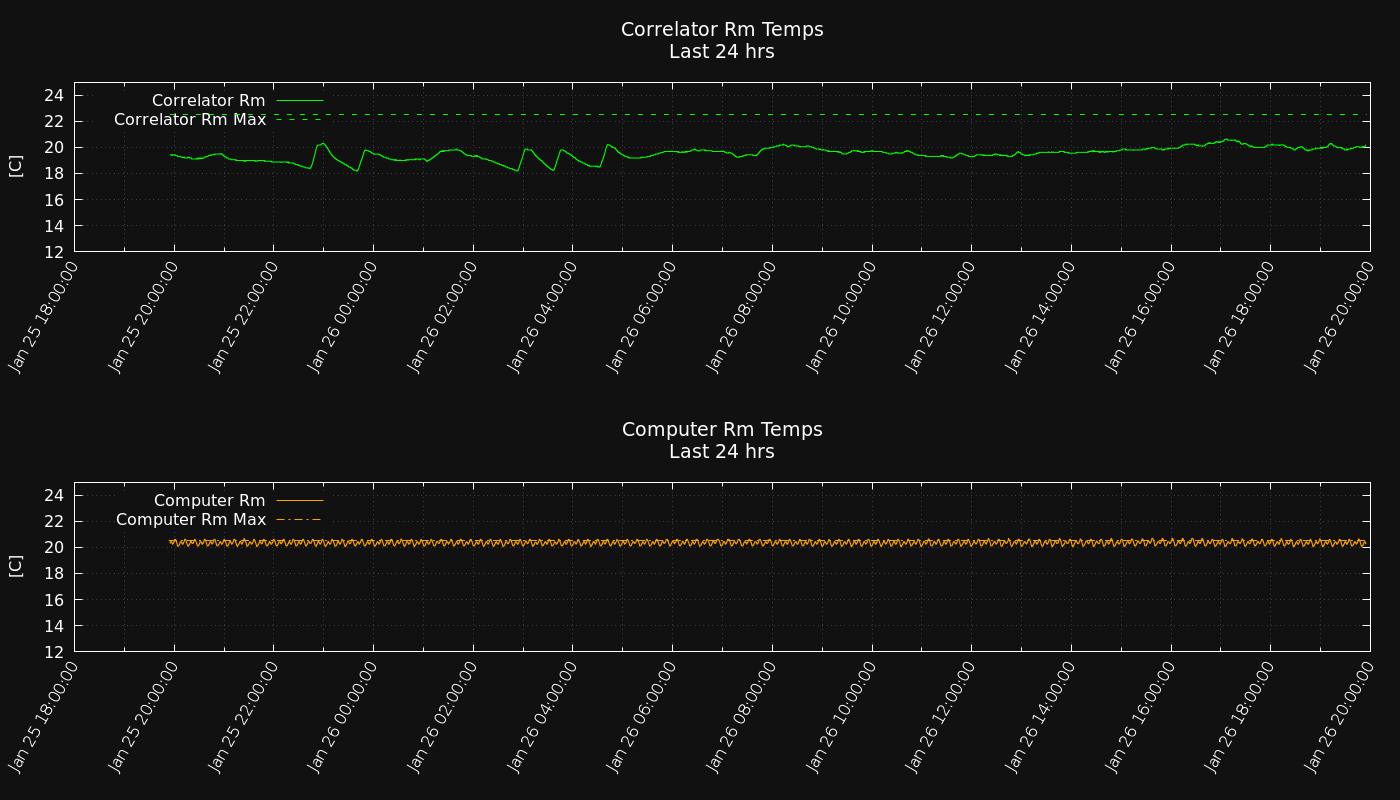 Correlator Rm Temps
Last 24 hrs
Correlator Rm
Correlator Rm Max
24
22
20
18
16
14
12
[C]
Jan 25 18:00:00
Jan 25 20:00:00
Jan 25 22:00:00
Jan 26 00:00:00
Jan 26 02:00:00
Jan 26 04:00:00
Jan 26 06:00:00
Jan 26 08:00:00
Jan 26 10:00:00
Jan 26 12:00:00
Jan 26 14:00:00
Jan 26 16:00:00
Jan 26 18:00:00
Jan 26 20:00:00
Computer Rm Temps
Last 24 hrs
Computer Rm
Computer Rm Max
24
22
20
18
16
14
12
[C]
Jan 25 18:00:00
Jan 25 20:00:00
Jan 25 22:00:00
Jan 26 00:00:00
Jan 26 02:00:00
Jan 26 04:00:00
Jan 26 06:00:00
Jan 26 08:00:00
Jan 26 10:00:00
Jan 26 12:00:00
Jan 26 14:00:00
Jan 26 16:00:00
Jan 26 18:00:00
Jan 26 20:00:00